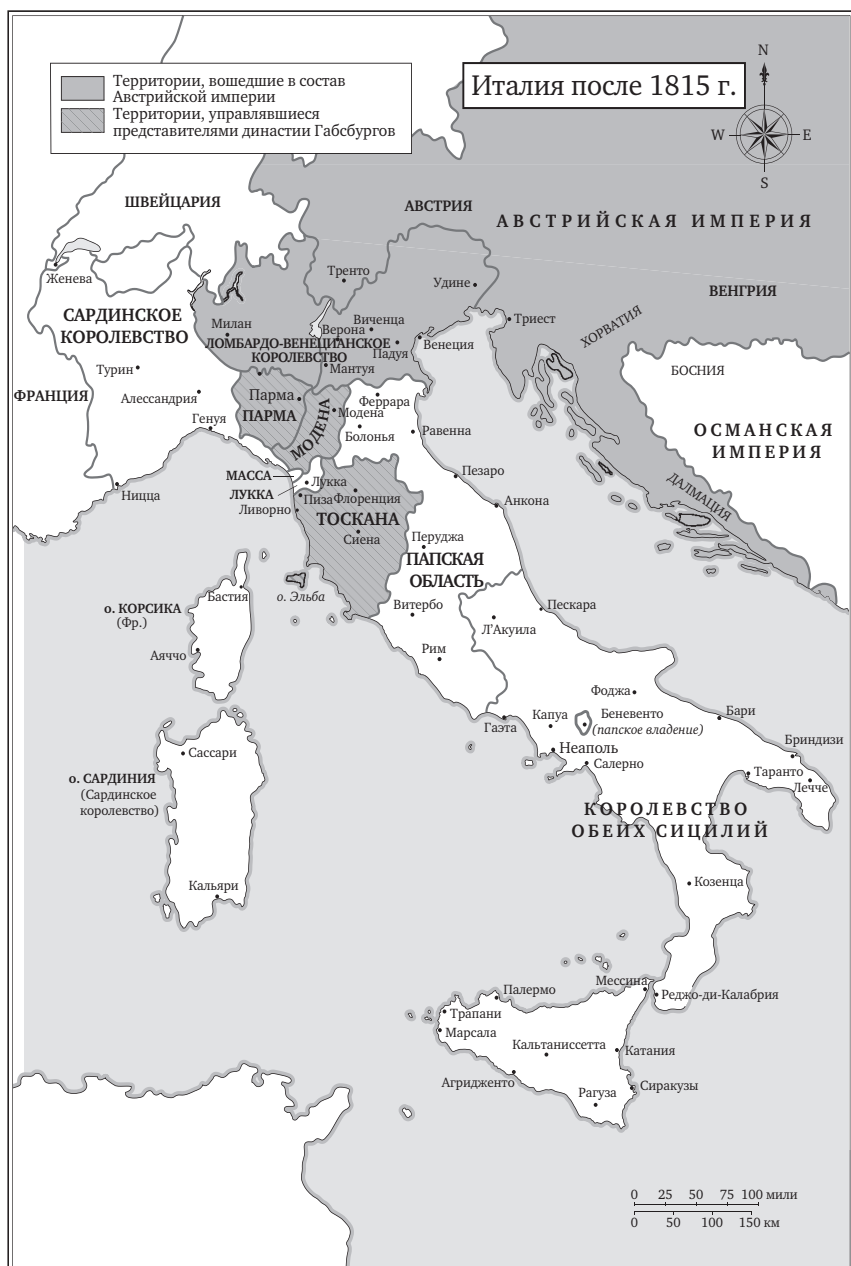 Территории, вошедшие в состав
Австрийской империи
Территории, управлявшиеся
представителями династии Габсбургов
Италия после 1815 г.
N
W
E
S
ШВЕЙЦАРИЯ
АВСТРИЯ
АВСТРИЙСКАЯ ИМПЕРИЯ
Женева
Тренто
Удине
ВЕНГРИЯ
САРДИНСКОЕ
КОРОЛЕВСТВО
Милан
Виченца
Верона
Триест
ХОРВАТИЯ
ЛОМБАРДО-ВЕНЕЦИАНСКОЕ
КОРОЛЕВСТВО
Падуя
Венеция
Мантуя
Турин
БОСНИЯ
ФРАНЦИЯ
Алессандрия
Парма
ПАРМА
Феррара
МОДЕНА
Модена
Генуя
Болонья
Равенна
ОСМАНСКАЯ
ИМПЕРИЯ
МАССА
Лукка
Пезаро
ЛУККА
Ницца
Пиза
Флоренция
Анкона
ДАЛМАЦИЯ
Ливорно
ТОСКАНА
Сиена
Перуджа
ПАПСКАЯ
ОБЛАСТЬ
Бастия
о. Эльба
о. КОРСИКА
(Фр.)
Витербо
Пескара
Л’Акуила
Аяччо
Рим
Фоджа
Гаэта
Капуа
Беневенто
(папское владение)
Бари
Неаполь
Бриндизи
Сассари
Салерно
Таранто
Лечче
о. САРДИНИЯ
(Сардинское
королевство)
КОРОЛЕВСТВО
ОБЕИХ СИЦИЛИЙ
Кальяри
Козенца
Мессина
Палермо
Реджо-ди-Калабрия
Трапани
Марсала
Кальтаниссетта
Катания
Агридженто
Рагуза
Сиракузы
0 25 50 75 100 мили
0 50 100 150 км